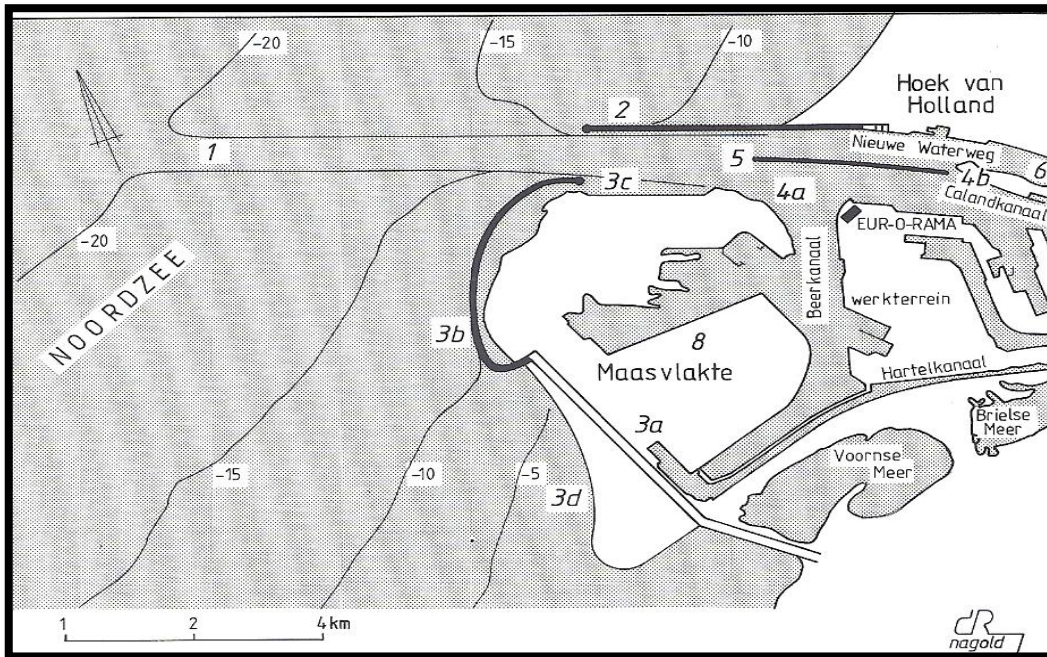 -20
-15
-10
Hoek van
Holland
2
1
Nieuwe Waterweg
5
4b
6
3c
4a
Calandkanaal
-20
EUR-O-RAMA
NOORDZEE
Beerkanaal
werkterrein
3b
8
Hartelkanaal
Maasvlakte
Brielse
Meer
3a
Voornse
Meer
-15
-10
-5
3d
1 2 4 km
dR
nagold